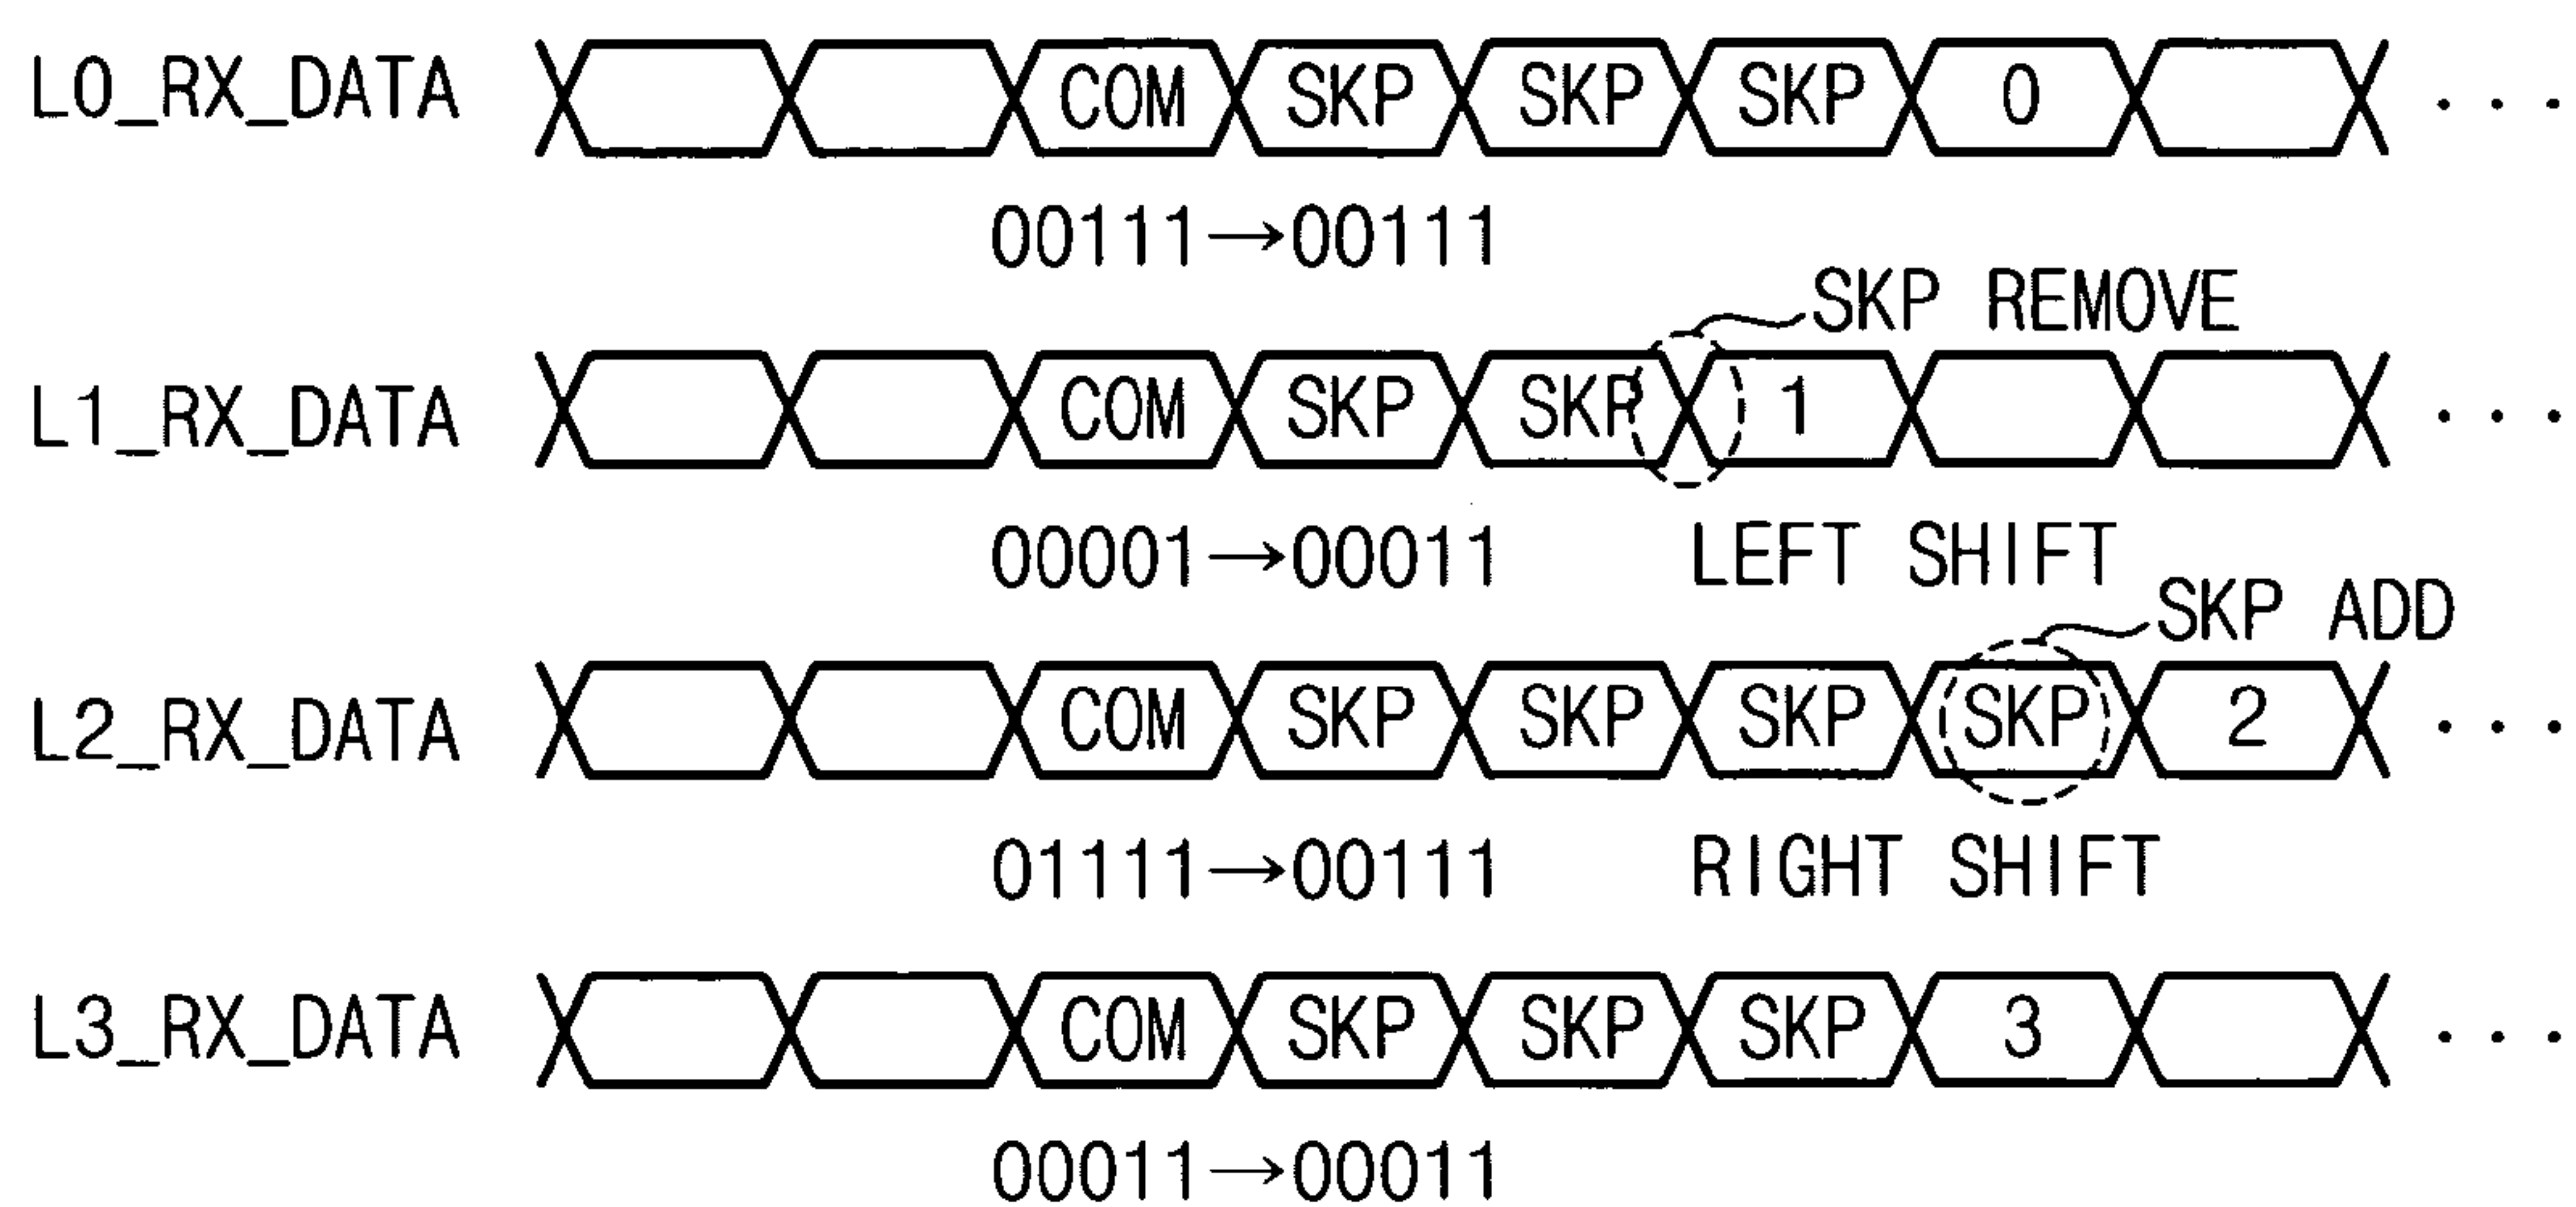 L0_RX_DATA COM SKP SKP SKP 0 ...
00111→00111
SKP REMOVE
L1_RX_DATA COM SKP SKP 1 ...
00001→00011 LEFT SHIFT
SKP ADD
L2_RX_DATA COM SKP SKP SKP SKP 2 ...
01111→00111 RIGHT SHIFT
L3_RX_DATA COM SKP SKP SKP 3 ...
00011→00011